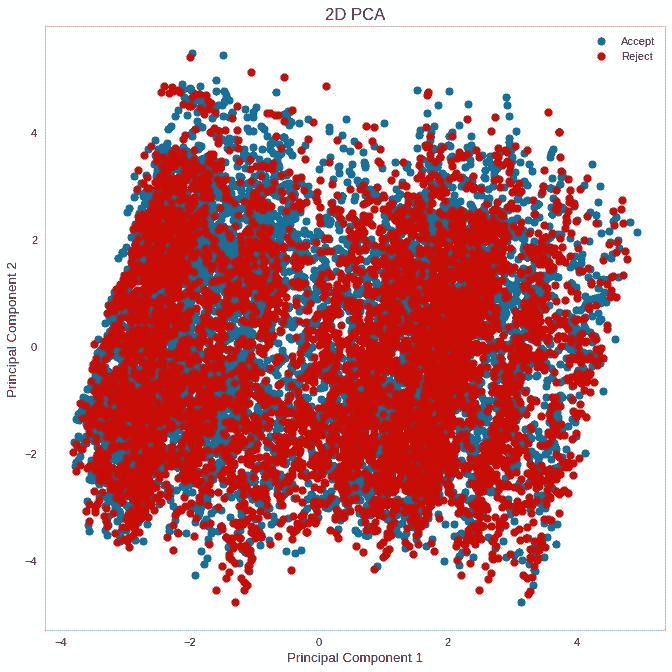 2D PCA
Accept
Reject
4
2
0
−2
−4
Principal Component 2
−4
−2
0
2
4
Principal Component 1